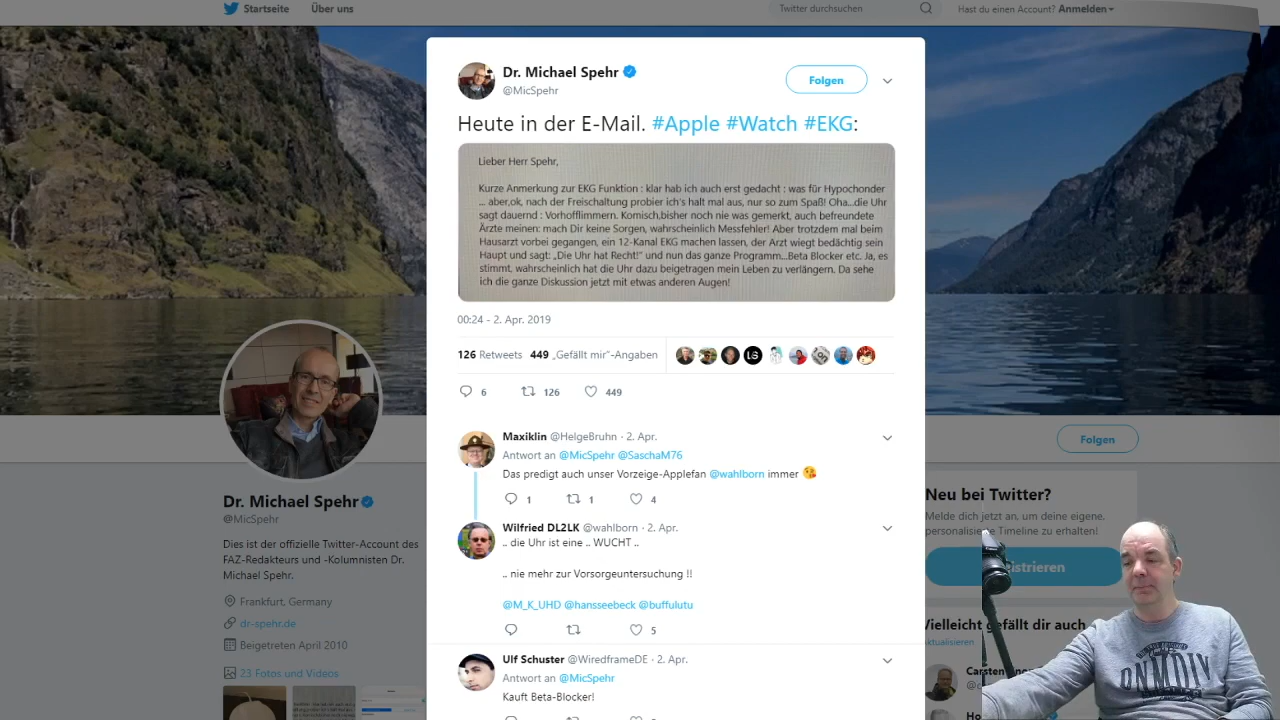 Startseite
Über uns
Twitter durchsuchen
Hast du einen Account? Anmelden
Dr. Michael Spehr
@MicSpehr
Folgen
Heute in der E-Mail. #Apple #Watch #EKG:
Lieber Herr Spehr,
Kurze Anmerkung zur EKG Funktion : klar hab ich auch erst gedacht : was für Hypochonder
... aber,ok, nach der Freischaltung probier ich's halt mal aus, nur so zum Spaß! Oha...die Uhr
sagt dauernd : Vorhofflimmern. Komisch,bisher noch nie was gemerkt, auch befreundete
Ärzte meinen: mach Dir keine Sorgen, wahrscheinlich Messfehler! Aber trotzdem mal beim
Hausarzt vorbei gegangen, ein 12-Kanal EKG machen lassen, der Arzt wiegt bedächtig sein
Haupt und sagt: „Die Uhr hat Recht!" und nun das ganze Programm...Beta Blocker etc. Ja, es
stimmt, wahrscheinlich hat die Uhr dazu beigetragen mein Leben zu verlängern. Da sehe
ich die ganze Diskussion jetzt mit etwas anderen Augen!
00:24 - 2. Apr. 2019
126 Retweets 449 „Gefällt mir"-Angaben
6 126 449
Maxiklin @HelgeBruhn · 2. Apr.
Antwort an @MicSpehr @SaschaM76
Das predigt auch unser Vorzeige-Applefan @wahlborn immer
1 1 4
Wilfried DL2LK @wahlborn · 2. Apr.
.. die Uhr ist eine .. WUCHT ..
.. nie mehr zur Vorsorgeuntersuchung !!
@M_K_UHD @hansseebeck @buffulutu
5
Ulf Schuster @WiredframeDE · 2. Apr.
Antwort an @MicSpehr
Kauft Beta-Blocker!
Dr. Michael Spehr
@MicSpehr
Dies ist der offizielle Twitter-Account des
FAZ-Redakteurs und -Kolumnisten Dr.
Michael Spehr.
Frankfurt, Germany
dr-spehr.de
Beigetreten April 2010
23 Fotos und Videos
Folgen
Neu bei Twitter?
Melde dich jetzt an, um deine eigene,
personalisierte Timeline zu erhalten!
Vielleicht gefällt dir auch
Aktualisieren
Carsten